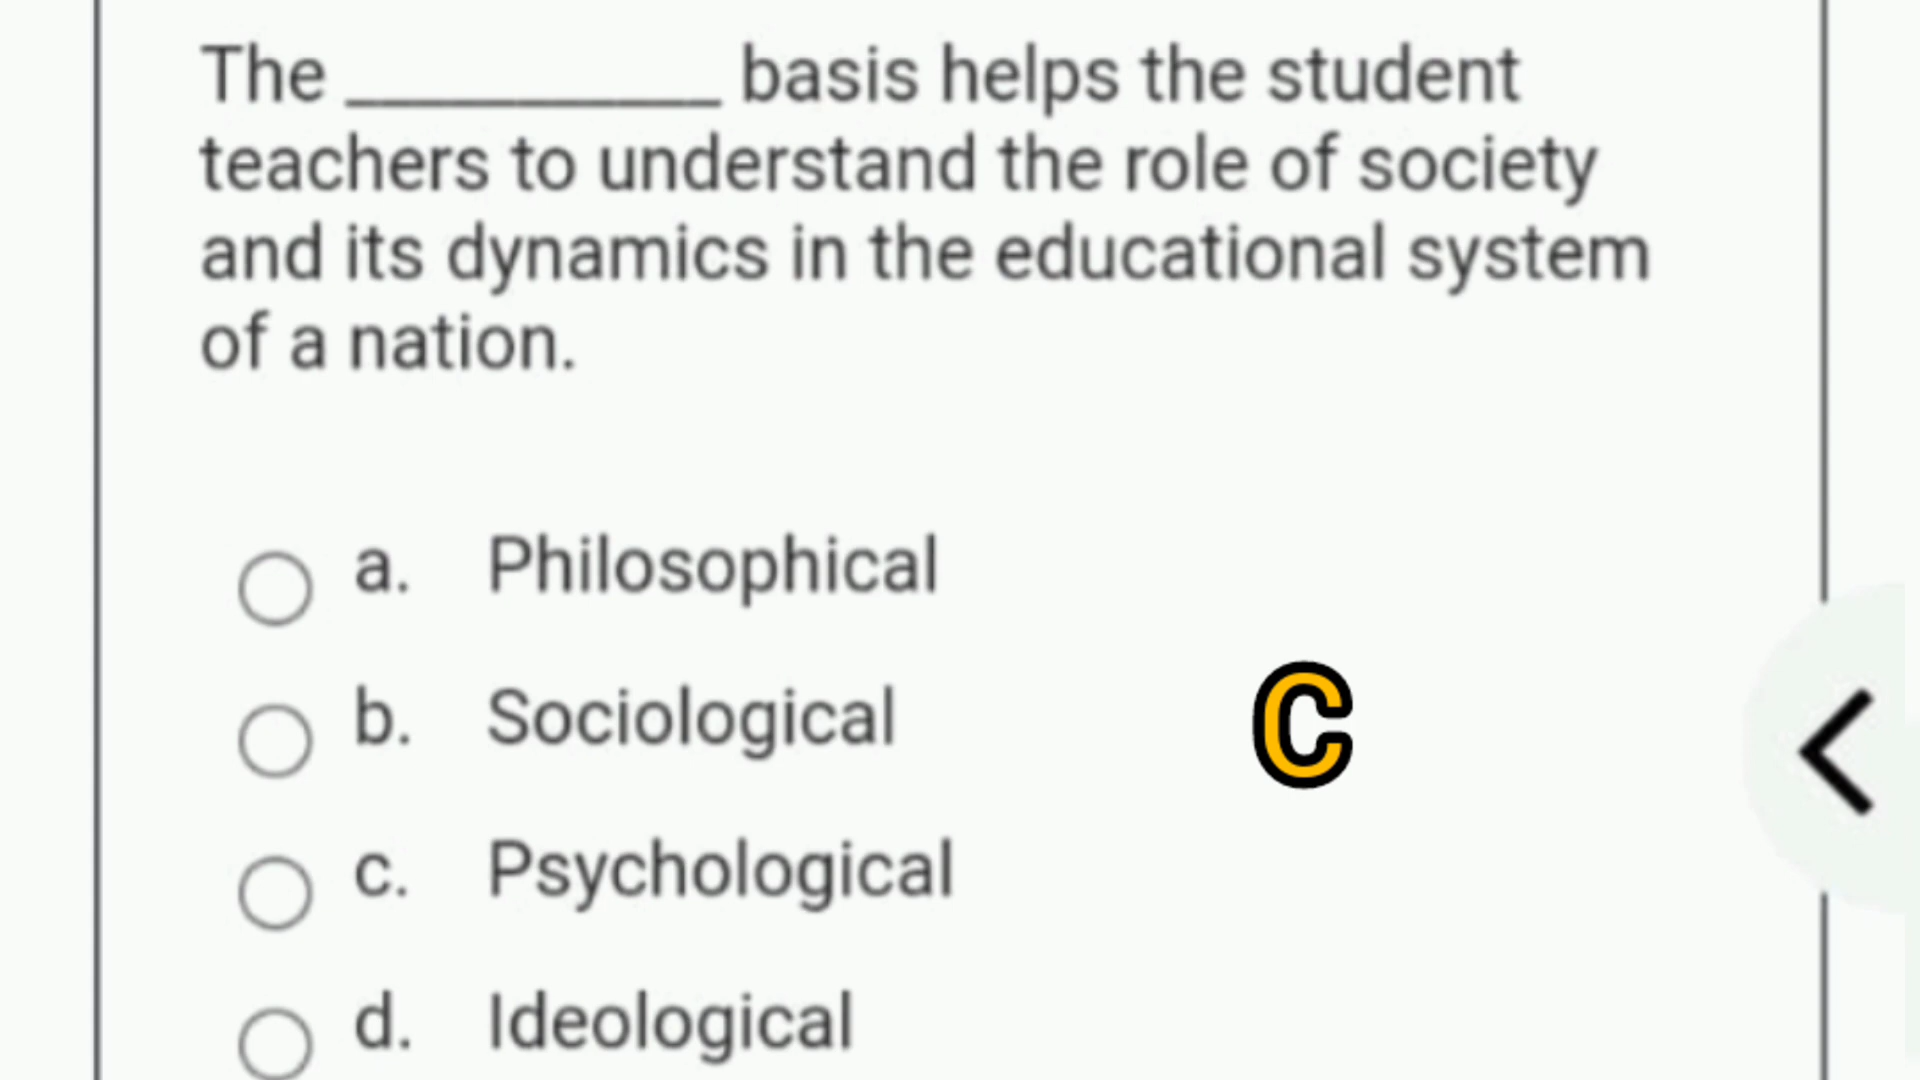 The ___________ basis helps the student
teachers to understand the role of society
and its dynamics in the educational system
of a nation.
a. Philosophical
b. Sociological
C
c. Psychological
d. Ideological